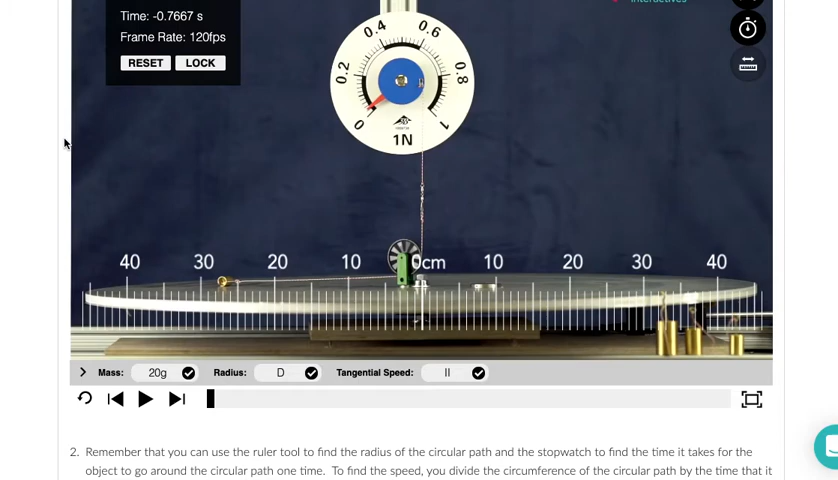 Interactives
Time: -0.7667 s
Frame Rate: 120fps
RESET LOCK
0.4 0.6
0.2 0.8
0 1
1N
40 30 20 10 0cm 10 20 30 40
Mass: 20g Radius: D Tangential Speed: II
2. Remember that you can use the ruler tool to find the radius of the circular path and the stopwatch to find the time it takes for the
object to go around the circular path one time. To find the speed, you divide the circumference of the circular path by the time that it